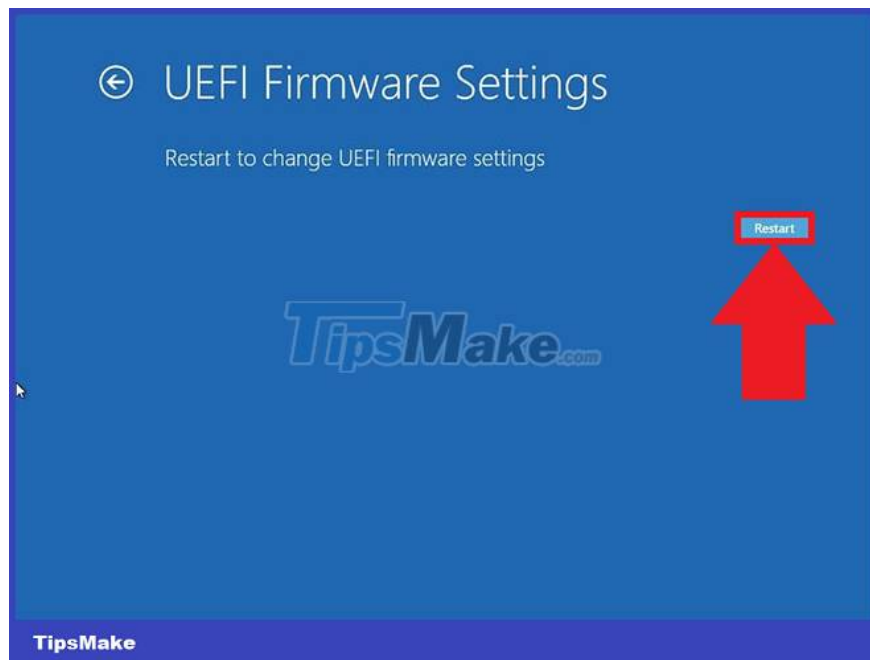 UEFI Firmware Settings
Restart to change UEFI firmware settings
Restart
TipsMake.com
TipsMake